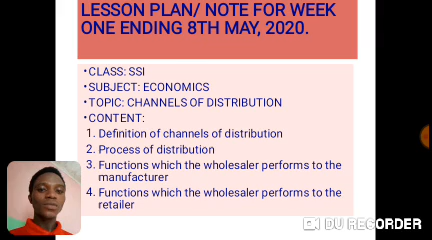 LESSON PLAN/ NOTE FOR WEEK
ONE ENDING 8TH MAY, 2020.
•CLASS: SSI
•SUBJECT: ECONOMICS
•TOPIC: CHANNELS OF DISTRIBUTION
•CONTENT:
1. Definition of channels of distribution
2. Process of distribution
3. Functions which the wholesaler performs to the
manufacturer
4. Functions which the wholesaler performs to the
retailer
DU RECORDER